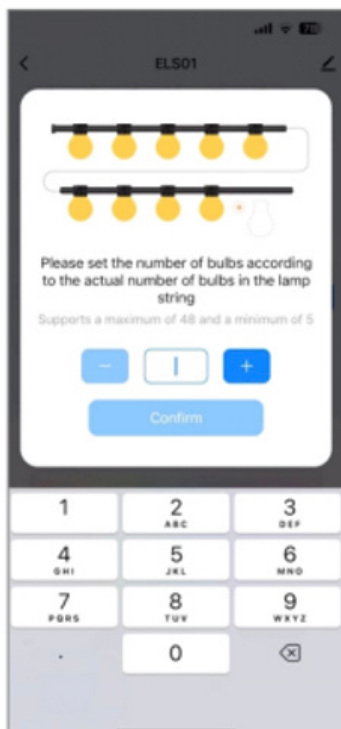 ELS01
Please set the number of bulbs according
to the actual number of bulbs in the lamp
string
Supports a maximum of 48 and a minimum of 5
−
+
Confirm
1
2
ABC
3
DEF
4
GHI
5
JKL
6
MNO
7
PQRS
8
TUV
9
WXYZ
.
0